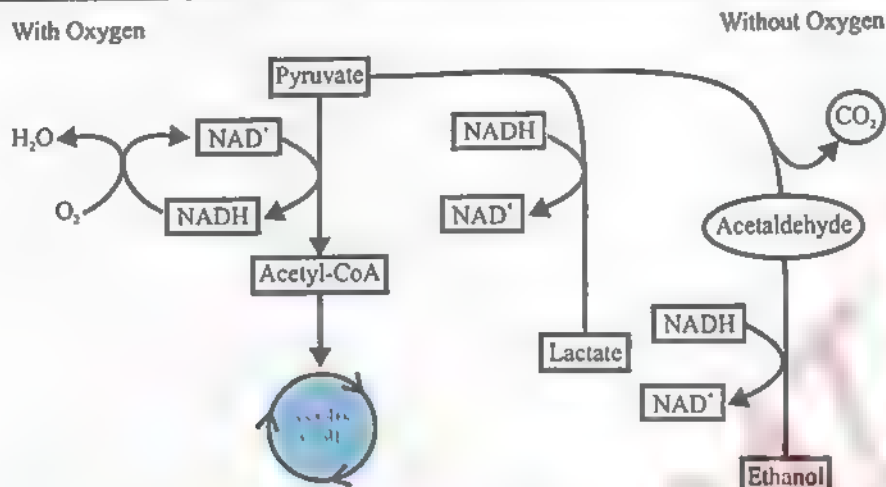 With Oxygen
Without Oxygen
Pyruvate
H₂O
NAD⁺
NADH
CO₂
O₂
NADH
NAD⁺
Acetaldehyde
Acetyl-CoA
NADH
Lactate
NAD⁺
Ethanol